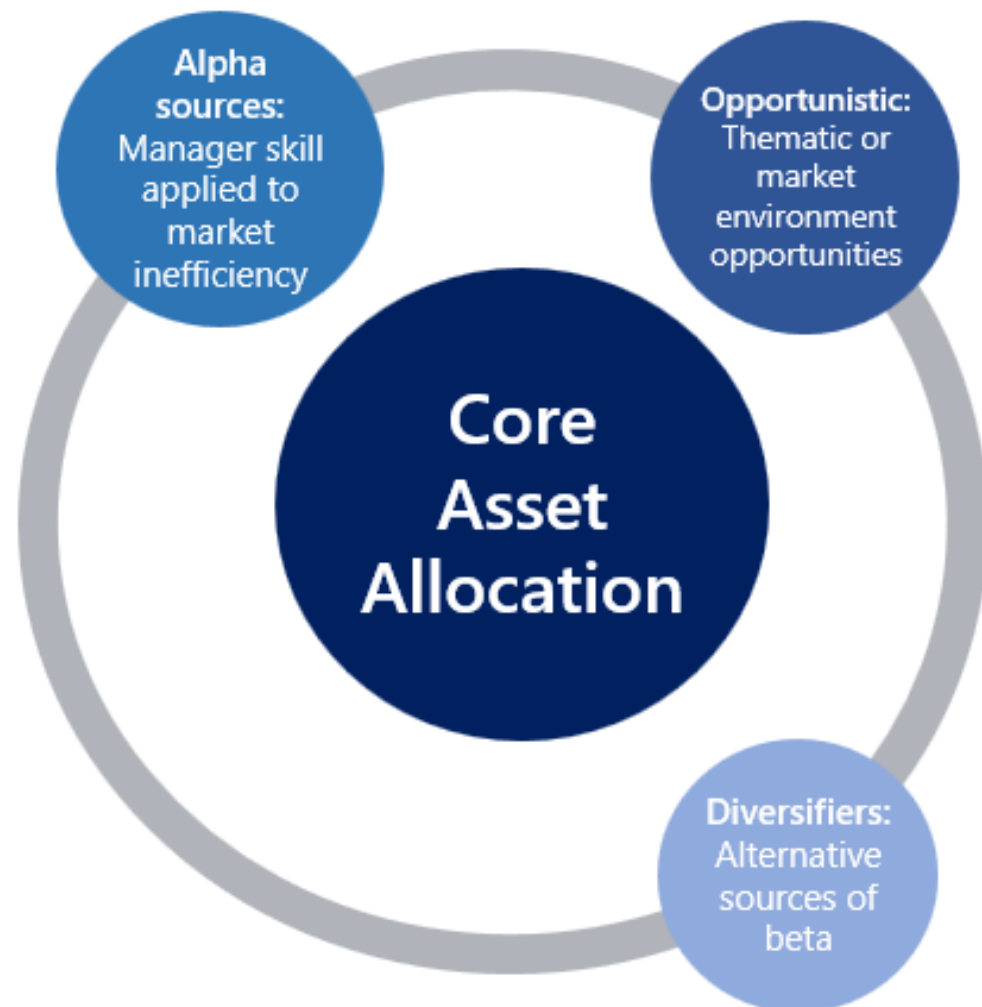 Alpha
sources:
Manager skill
applied to
market
inefficiency
Opportunistic:
Thematic or
market
environment
opportunities
Core
Asset
Allocation
Diversifiers:
Alternative
sources of
beta